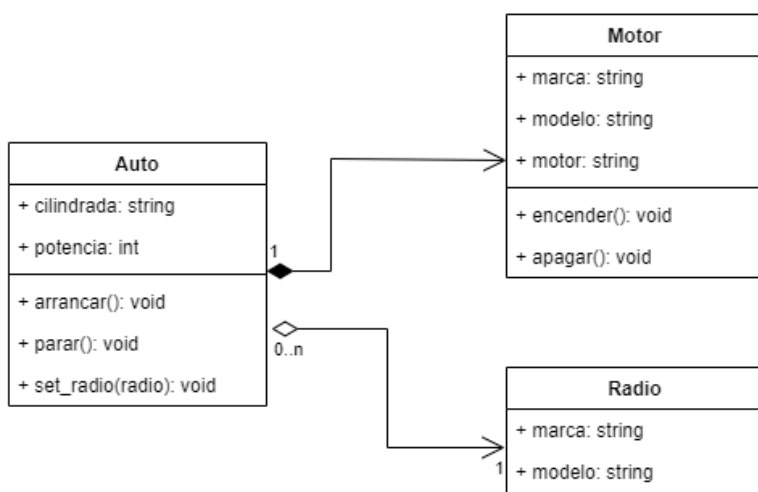 Auto
+ cilindrada: string
+ potencia: int
+ arrancar(): void
+ parar(): void
+ set_radio(radio): void
1
0..n
Motor
+ marca: string
+ modelo: string
+ motor: string
+ encender(): void
+ apagar(): void
Radio
+ marca: string
+ modelo: string
1